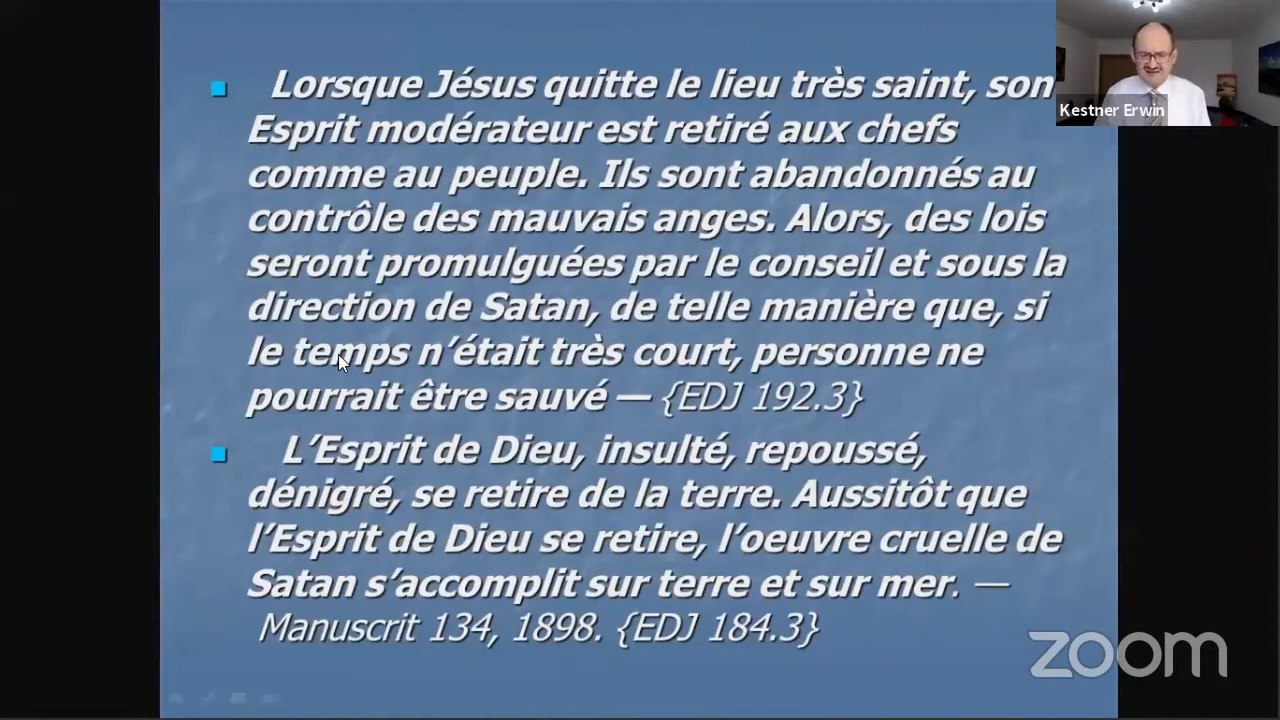 Lorsque Jésus quitte le lieu très saint, son
Esprit modérateur est retiré aux chefs
comme au peuple. Ils sont abandonnés au
contrôle des mauvais anges. Alors, des lois
seront promulguées par le conseil et sous la
direction de Satan, de telle manière que, si
le temps n’était très court, personne ne
pourrait être sauvé — {EDJ 192.3}
L’Esprit de Dieu, insulté, repoussé,
dénigré, se retire de la terre. Aussitôt que
l’Esprit de Dieu se retire, l’oeuvre cruelle de
Satan s’accomplit sur terre et sur mer. —
Manuscrit 134, 1898. {EDJ 184.3}
Kestner Erwin
zoom